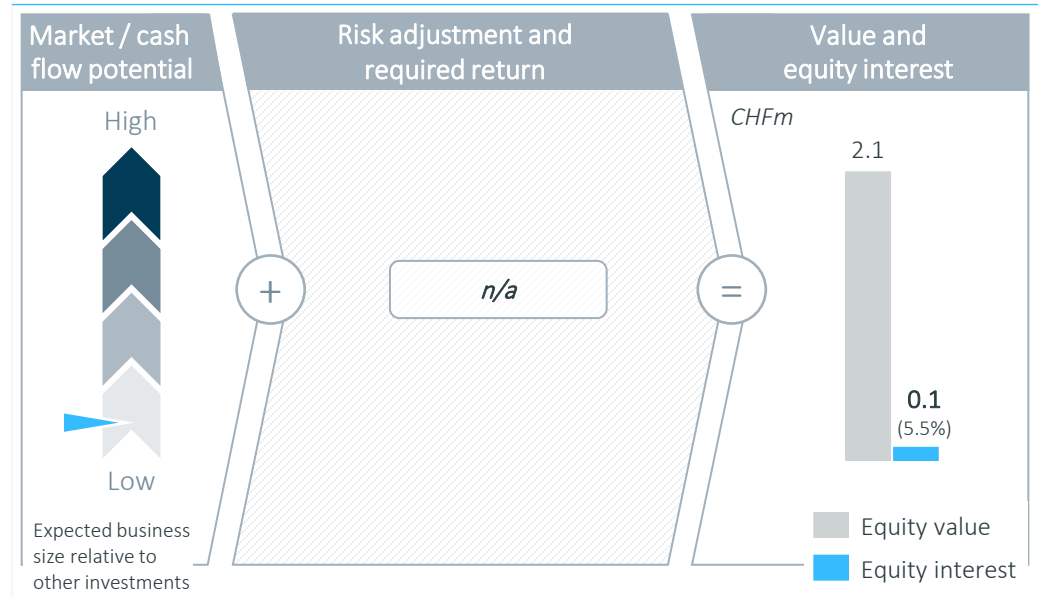 Market / cash
flow potential
Risk adjustment and
required return
Value and
equity interest
High
Low
Expected business
size relative to
other investments
+
n/a
=
CHFm
2.1
0.1
(5.5%)
Equity value
Equity interest